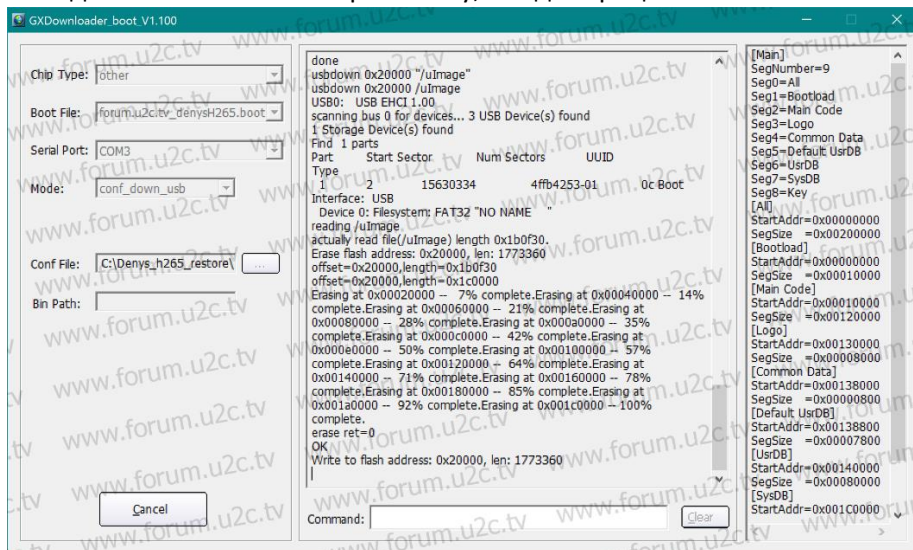 GXDownloader_boot_V1.100
Chip Type: other
Boot File: forum.u2c.tv_denysH265.boot
Serial Port: COM3
Mode: conf_down_usb
Conf File: C:\Denys_h265_restore\ ...
Bin Path:
Cancel
done
usbdown 0x20000 "/uImage"
usbdown 0x20000 /uImage
USB0: USB EHCI 1.00
scanning bus 0 for devices... 3 USB Device(s) found
1 Storage Device(s) found
Find 1 parts
Part Start Sector Num Sectors UUID
Type
1 2 15630334 4ffb4253-01 0c Boot
Interface: USB
Device 0: Filesystem: FAT32 "NO NAME "
reading /uImage
actually read file(/uImage) length 0x1b0f30.
Erase flash address: 0x20000, len: 1773360
offset=0x20000,length=0x1b0f30
offset=0x20000,length=0x1c0000
Erasing at 0x00020000 -- 7% complete.Erasing at 0x00040000 -- 14%
complete.Erasing at 0x00060000 -- 21% complete.Erasing at
0x00080000 -- 28% complete.Erasing at 0x000a0000 -- 35%
complete.Erasing at 0x000c0000 -- 42% complete.Erasing at
0x000e0000 -- 50% complete.Erasing at 0x00100000 -- 57%
complete.Erasing at 0x00120000 -- 64% complete.Erasing at
0x00140000 -- 71% complete.Erasing at 0x00160000 -- 78%
complete.Erasing at 0x00180000 -- 85% complete.Erasing at
0x001a0000 -- 92% complete.Erasing at 0x001c0000 -- 100%
complete.
erase ret=0
OK
Write to flash address: 0x20000, len: 1773360
Command:
Clear
[Main]
SegNumber=9
Seg0=All
Seg1=Bootload
Seg2=Main Code
Seg3=Logo
Seg4=Common Data
Seg5=Default UsrDB
Seg6=UsrDB
Seg7=SysDB
Seg8=Key
[All]
StartAddr=0x00000000
SegSize =0x00200000
[Bootload]
StartAddr=0x00000000
SegSize =0x00010000
[Main Code]
StartAddr=0x00010000
SegSize =0x00120000
[Logo]
StartAddr=0x00130000
SegSize =0x00008000
[Common Data]
StartAddr=0x00138000
SegSize =0x00000800
[Default UsrDB]
StartAddr=0x00138800
SegSize =0x00007800
[UsrDB]
StartAddr=0x00140000
SegSize =0x00080000
[SysDB]
StartAddr=0x001C0000
www.forum.u2c.tv